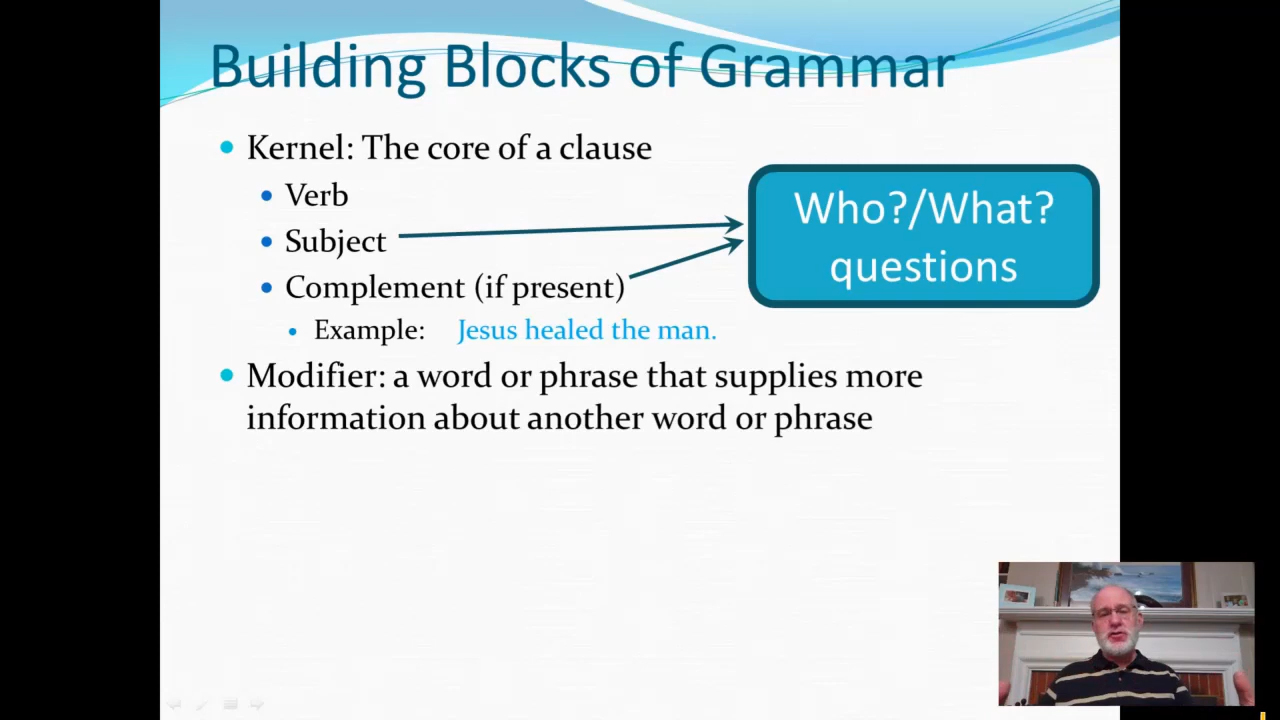 Building Blocks of Grammar
Kernel: The core of a clause
Verb
Subject
Complement (if present)
Example: Jesus healed the man.
Who?/What?
questions
Modifier: a word or phrase that supplies more
information about another word or phrase